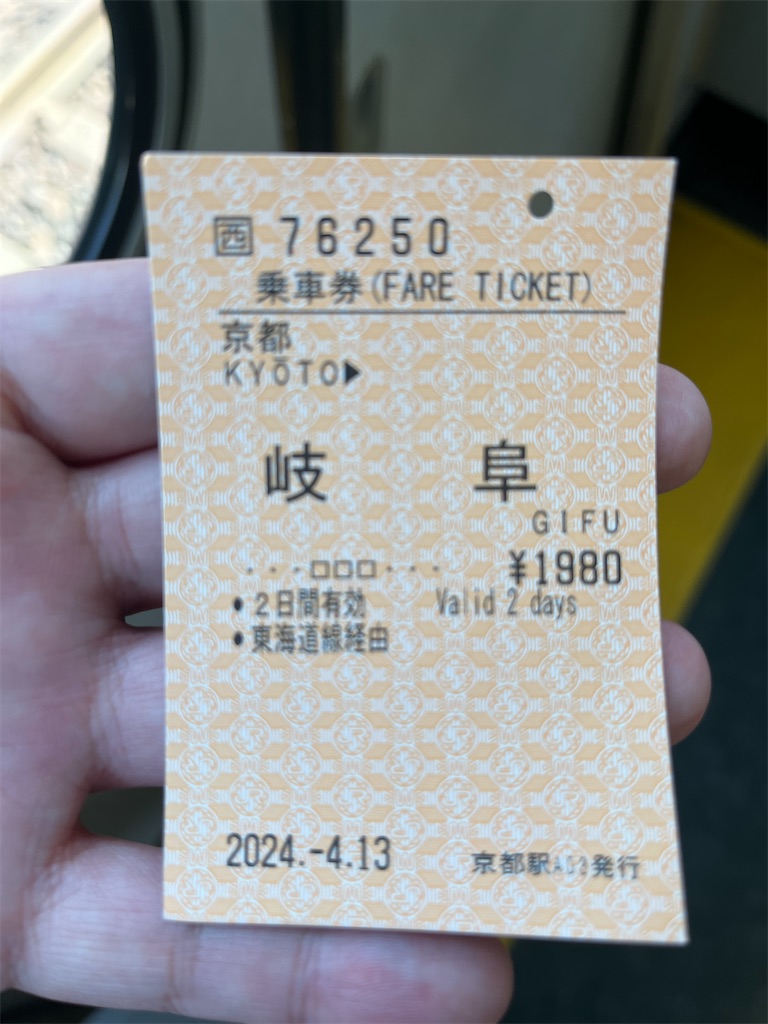 西 76250
乗車券(FARE TICKET)
京都
KYŌTO▶
岐 阜
GIFU
・・・□□□・・・ ¥1980
•2日間有効 Valid 2 days
•東海道線経由
2024.-4.13 京都駅 発行